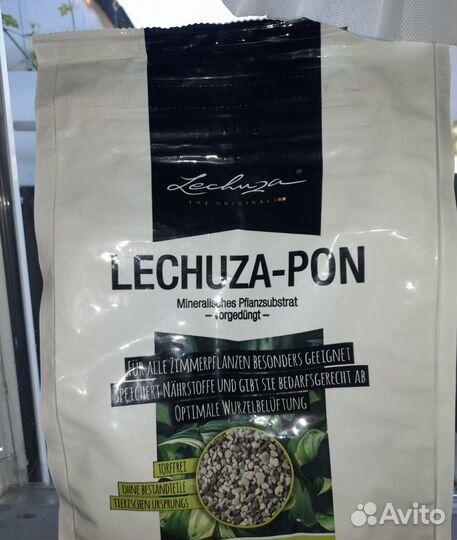 Lechuza ®
THE ORIGINAL
LECHUZA-PON
Mineralisches Pflanzsubstrat
– vorgedüngt –
FÜR ALLE ZIMMERPFLANZEN BESONDERS GEEIGNET
SPEICHERT NÄHRSTOFFE UND GIBT SIE BEDARFSGERECHT AB
OPTIMALE WURZELBELÜFTUNG
TORFFREI
OHNE BESTANDTEILE
TIERISCHEN URSPRUNGS
Avito